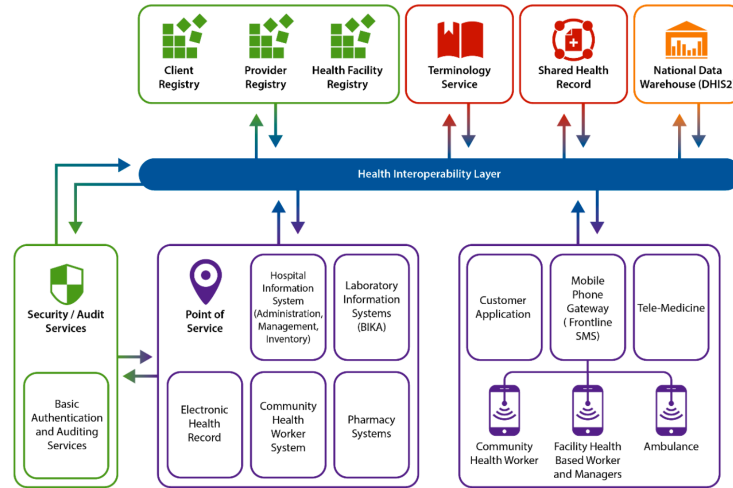 Client
Registry
Provider
Registry
Health Facility
Registry
Terminology
Service
Shared Health
Record
National Data
Warehouse (DHIS2
Health Interoperability Layer
Security / Audit
Services
Basic
Authentication
and Auditing
Services
Point of
Service
Hospital
Information
System
(Administration,
Management,
Inventory)
Laboratory
Information
Systems
(BIKA)
Electronic
Health
Record
Community
Health
Worker
System
Pharmacy
Systems
Customer
Application
Mobile
Phone
Gateway
( Frontline
SMS)
Tele-Medicine
Community
Health Worker
Facility Health
Based Worker
and Managers
Ambulance